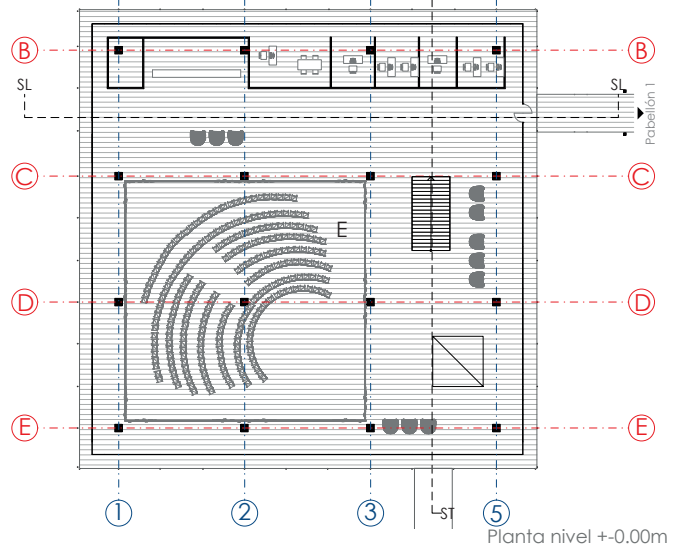 B B
SL SL
Pabellón 1
C C
E
D D
E E
1 2 3 5
ST
Planta nivel +-0.00m